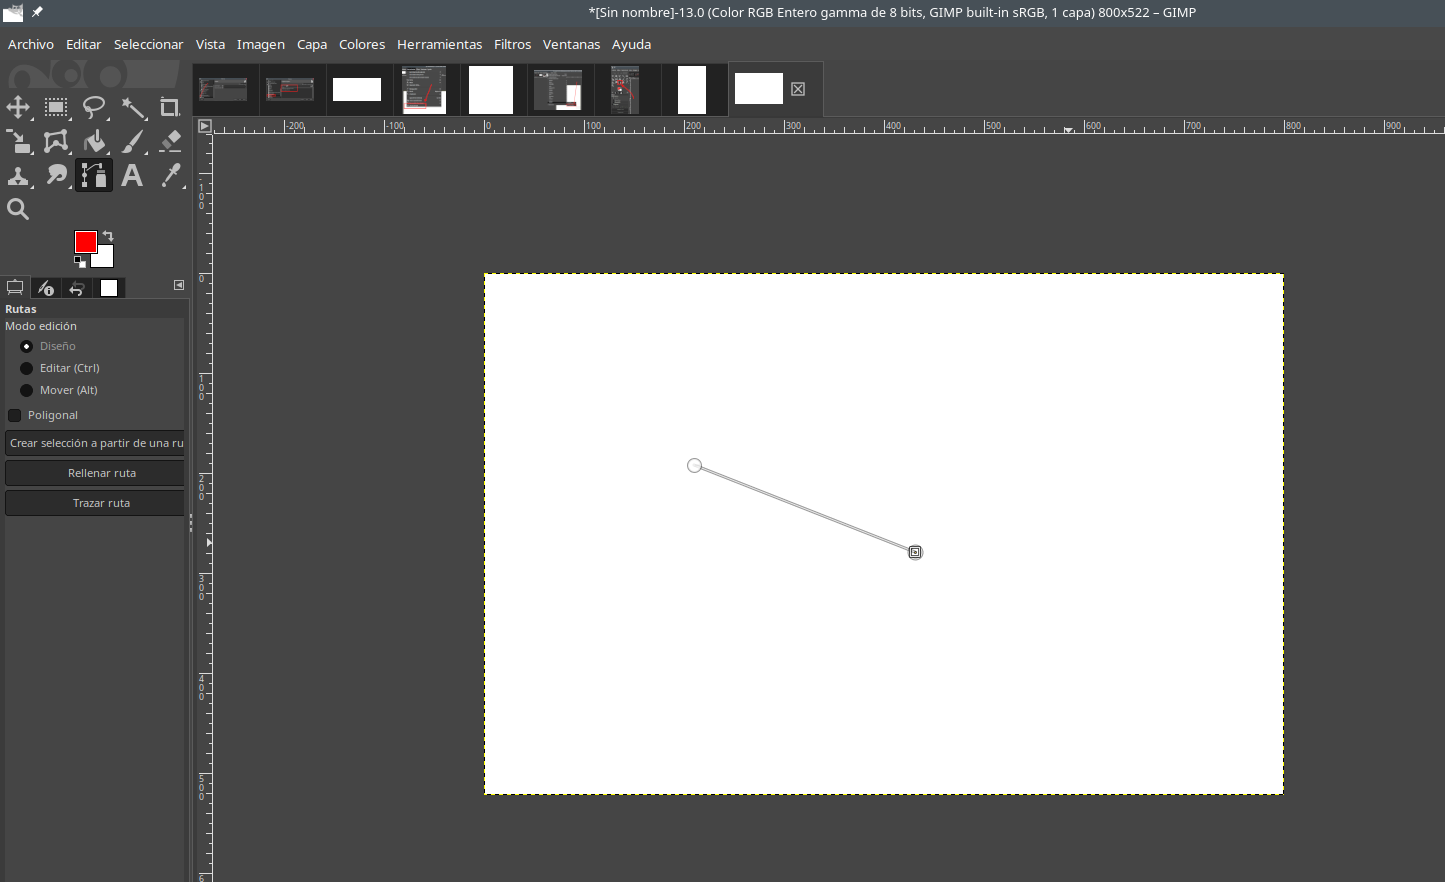 *[Sin nombre]-13.0 (Color RGB Entero gamma de 8 bits, GIMP built-in sRGB, 1 capa) 800x522 – GIMP
Archivo Editar Seleccionar Vista Imagen Capa Colores Herramientas Filtros Ventanas Ayuda
-200 -100 0 100 200 300 400 500 600 700 800 900
-100
0
100
200
300
400
500
6
Rutas
Modo edición
Diseño
Editar (Ctrl)
Mover (Alt)
Poligonal
Crear selección a partir de una ru
Rellenar ruta
Trazar ruta